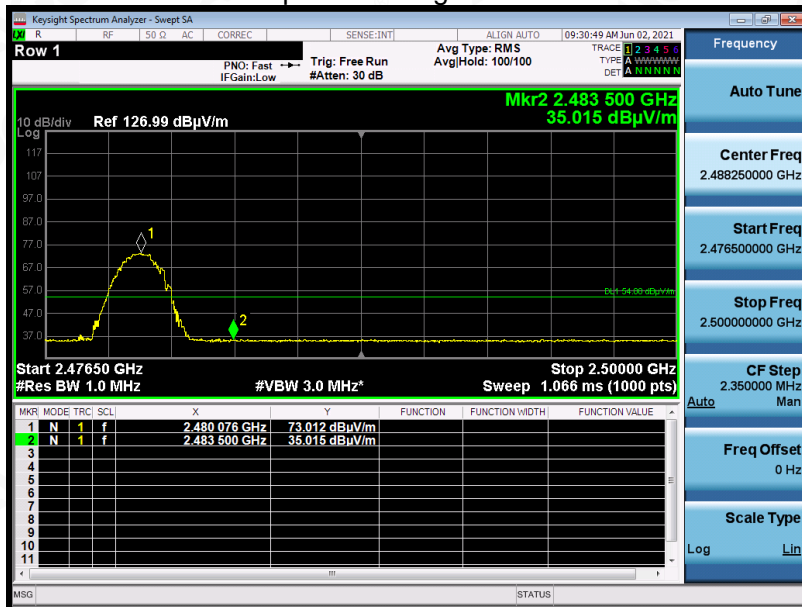 Keysight Spectrum Analyzer - Swept SA
LXI R RF 50 Ω AC CORREC SENSE:INT ALIGN AUTO 09:30:49 AM Jun 02, 2021
Row 1
PNO: Fast
IFGain:Low
Trig: Free Run
#Atten: 30 dB
Avg Type: RMS
Avg|Hold: 100/100
TRACE 1 2 3 4 5 6
TYPE A WWWWW
DET A N N N N N
Mkr2 2.483 500 GHz
35.015 dBµV/m
10 dB/div Ref 126.99 dBµV/m
Log
117
107
97.0
87.0
77.0
67.0
57.0
47.0
37.0
1
2
DL1 54.00 dBµV/m
Start 2.47650 GHz Stop 2.50000 GHz
#Res BW 1.0 MHz #VBW 3.0 MHz* Sweep 1.066 ms (1000 pts)
MKR MODE TRC SCL X Y FUNCTION FUNCTION WIDTH FUNCTION VALUE
1 N 1 f 2.480 076 GHz 73.012 dBµV/m
2 N 1 f 2.483 500 GHz 35.015 dBµV/m
3
4
5
6
7
8
9
10
11
MSG STATUS
Frequency
Auto Tune
Center Freq
2.488250000 GHz
Start Freq
2.476500000 GHz
Stop Freq
2.500000000 GHz
CF Step
2.350000 MHz
Auto Man
Freq Offset
0 Hz
Scale Type
Log Lin